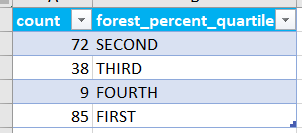 count forest_percent_quartile
72 SECOND
38 THIRD
9 FOURTH
85 FIRST